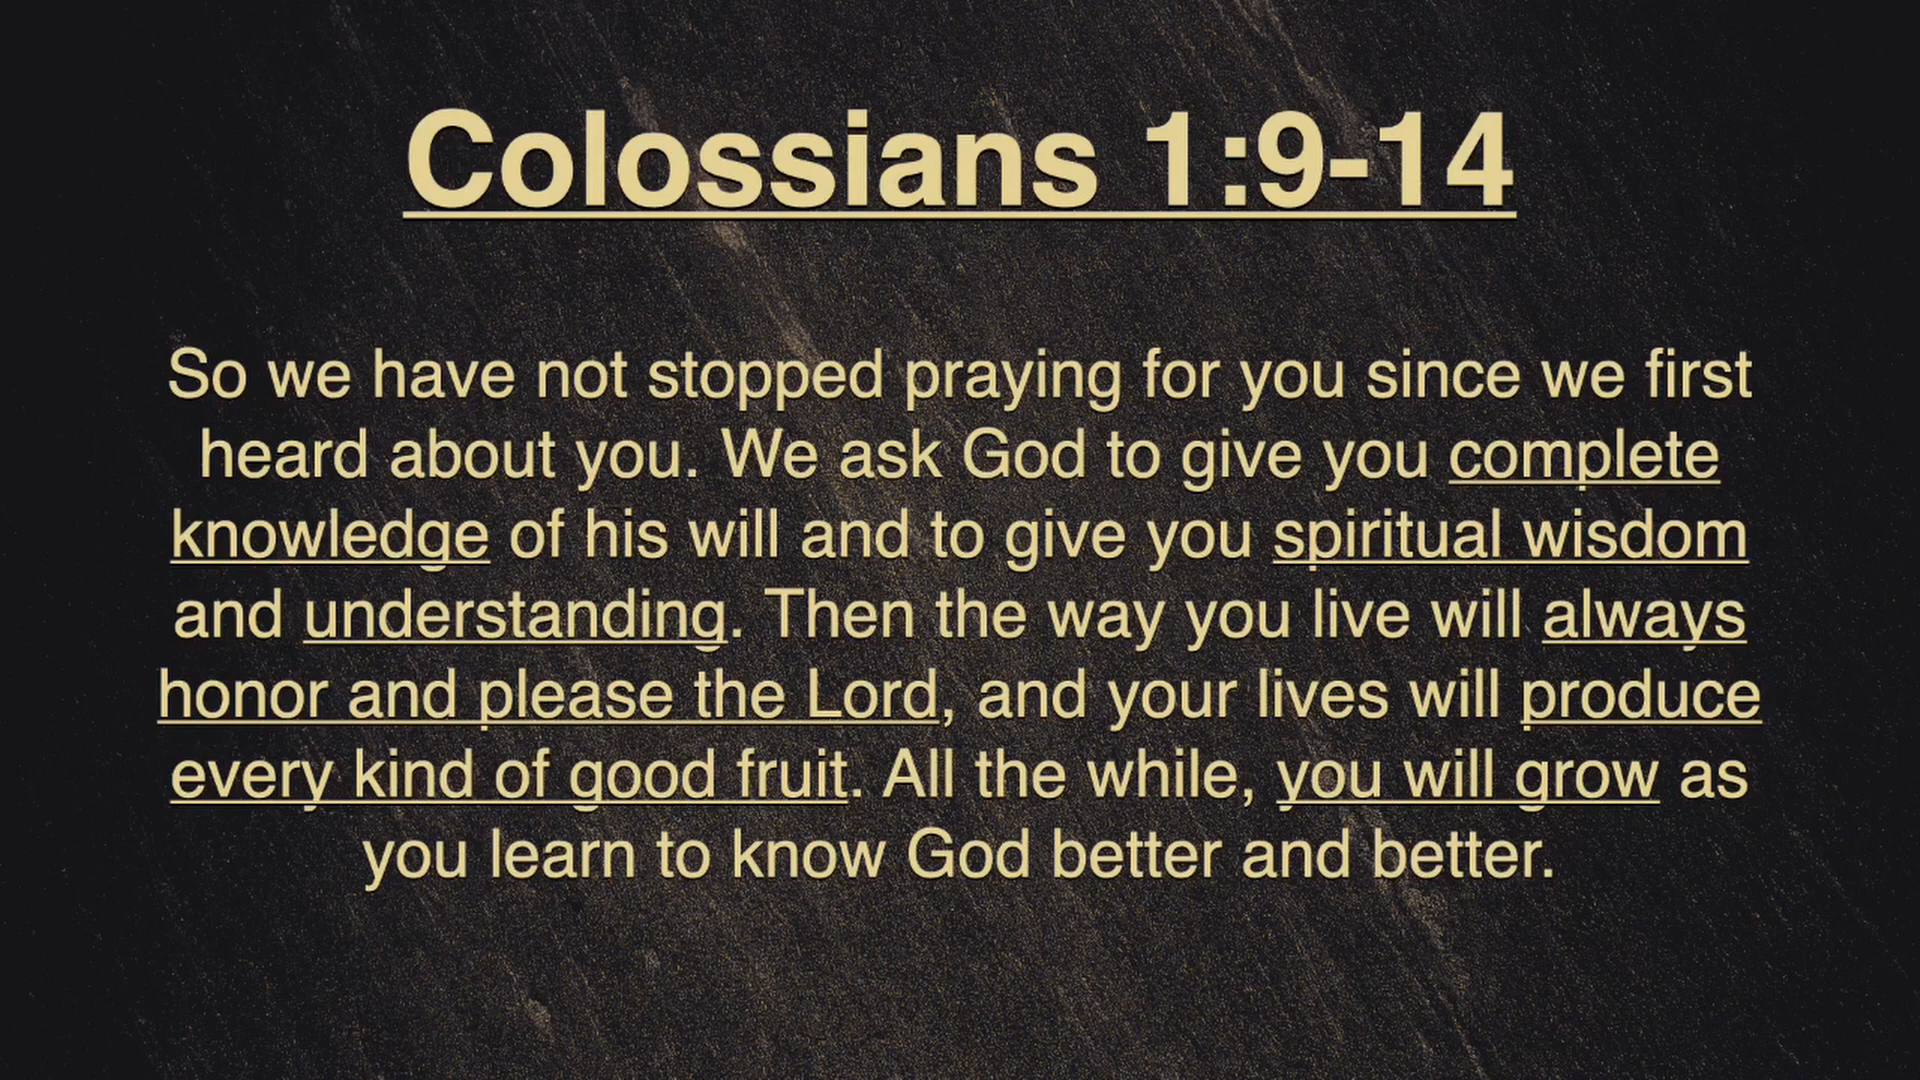 Colossians 1:9-14
So we have not stopped praying for you since we first
heard about you. We ask God to give you complete
knowledge of his will and to give you spiritual wisdom
and understanding. Then the way you live will always
honor and please the Lord, and your lives will produce
every kind of good fruit. All the while, you will grow as
you learn to know God better and better.